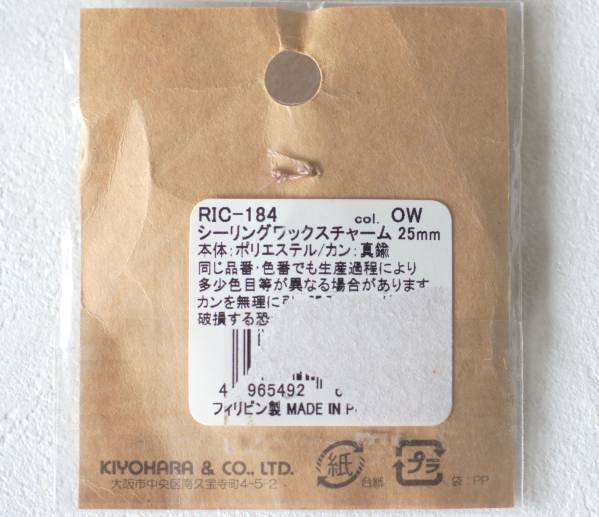 RIC-184 col. OW
シーリングワックスチャーム 25mm
本体:ポリエステル/カン:真鍮
同じ品番・色番でも生産過程により
多少色目等が異なる場合があります
カンを無理に
破損する恐
4 965492
フィリピン製 MADE IN
KIYOHARA & CO., LTD.
大阪市中央区南久宝寺町4-5-2
紙 台紙
プラ 袋:PP